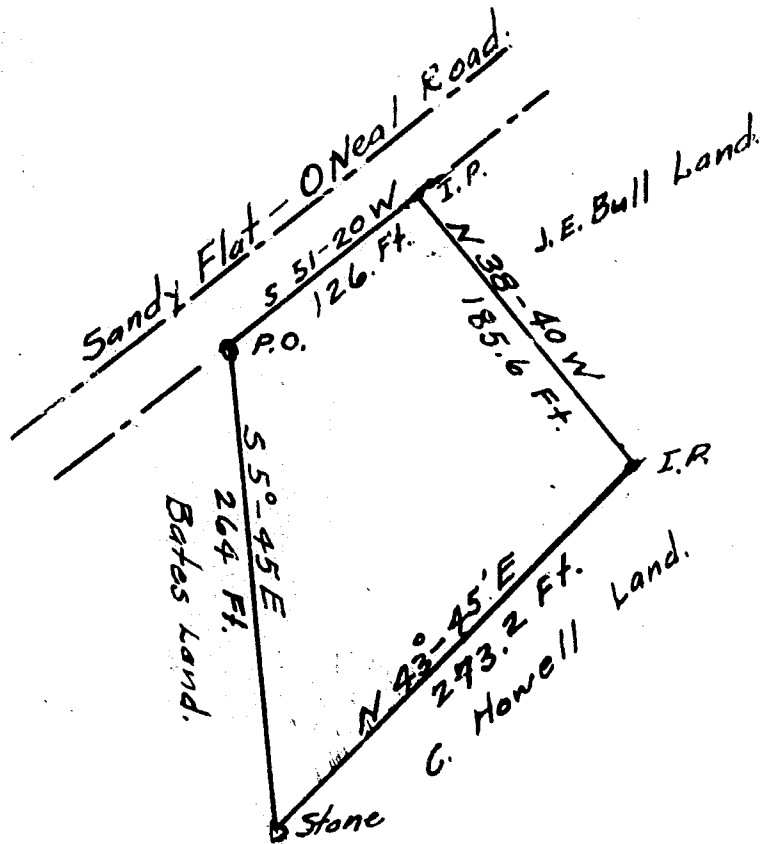 Sandy Flat - ONeal Road.
I.P.
J.E. Bull Land.
S 51-20 W
126. Ft.
N 38-40 W
185.6 Ft.
P.O.
I.P.
S 5°-45 E
264 Ft.
Bates Land.
N 43°-45' E
273.2 Ft.
C. Howell Land.
Stone